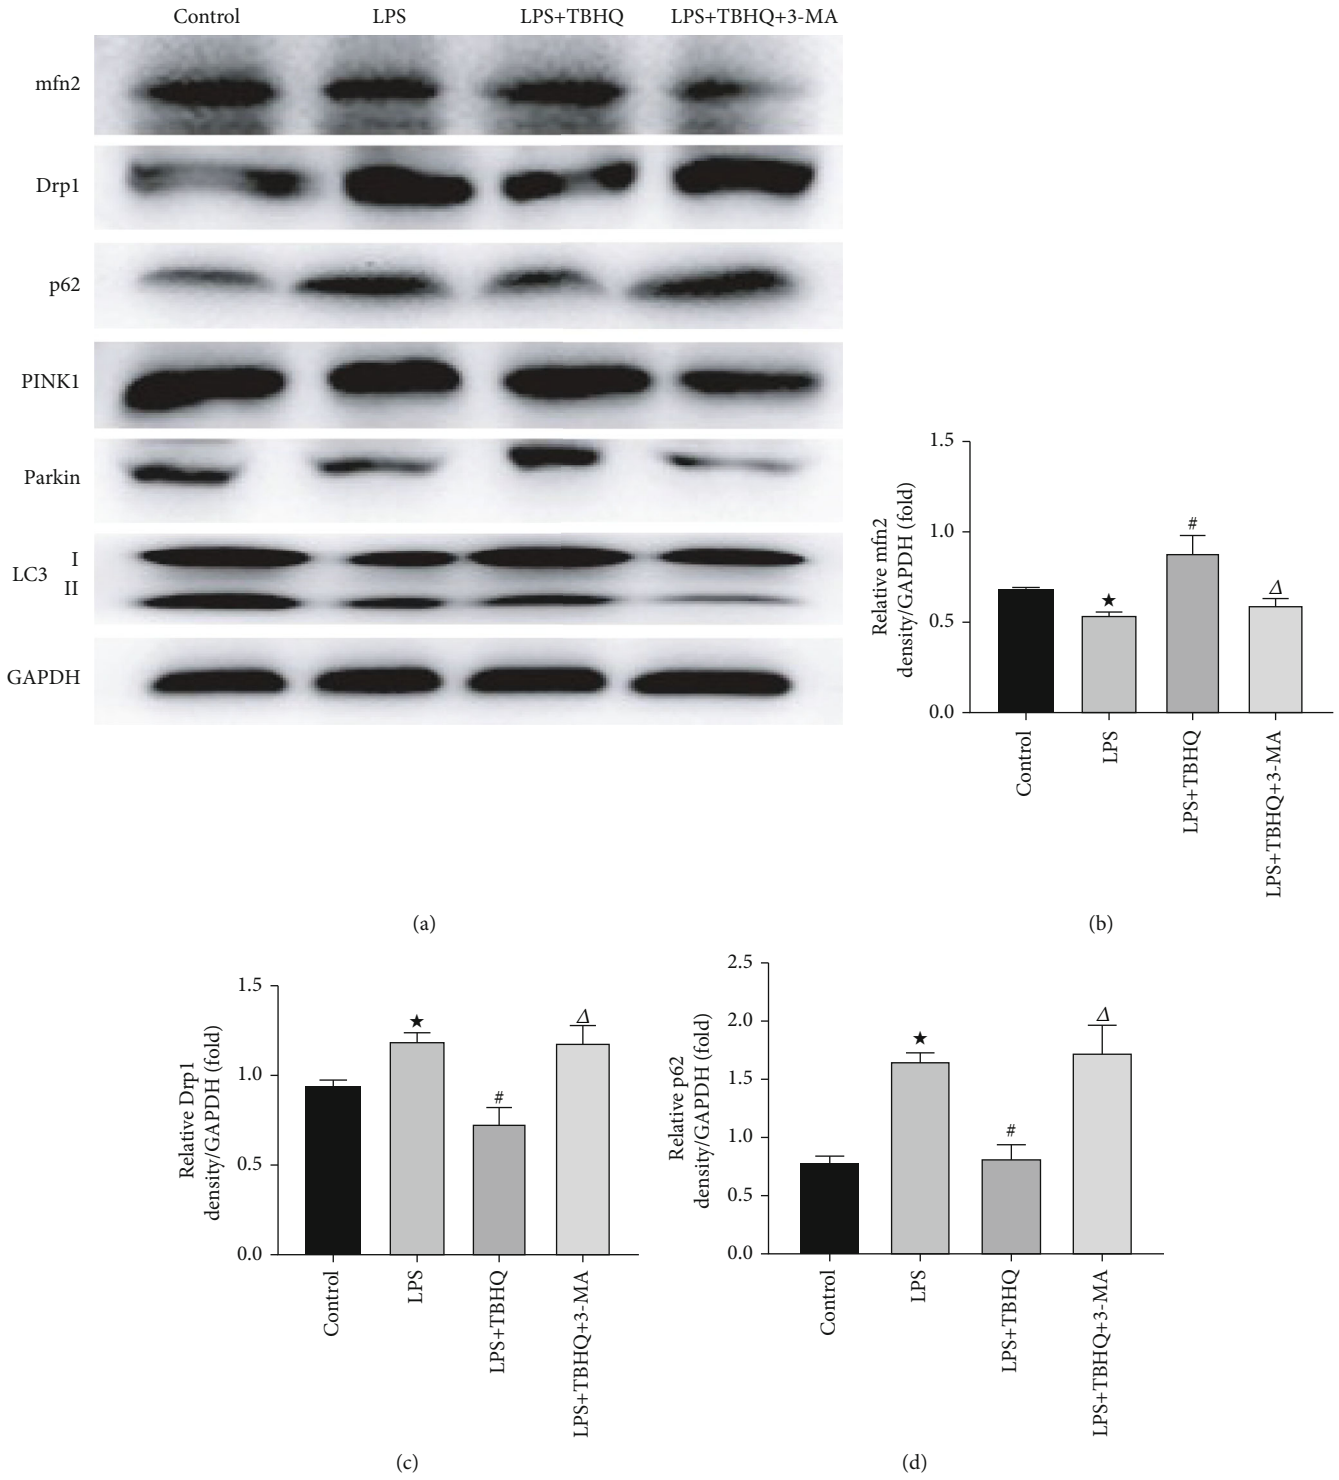 Control LPS LPS+TBHQ LPS+TBHQ+3-MA
mfn2
Drp1
p62
PINK1
Parkin
LC3 I
II
GAPDH
(a)
Relative mfn2
density/GAPDH (fold)
1.5
1.0
0.5
0.0
★
#
Δ
Control
LPS
LPS+TBHQ
LPS+TBHQ+3-MA
(b)
Relative Drp1
density/GAPDH (fold)
1.5
1.0
0.5
0.0
★
#
Δ
Control
LPS
LPS+TBHQ
LPS+TBHQ+3-MA
(c)
Relative p62
density/GAPDH (fold)
2.5
2.0
1.5
1.0
0.5
0.0
★
#
Δ
Control
LPS
LPS+TBHQ
LPS+TBHQ+3-MA
(d)